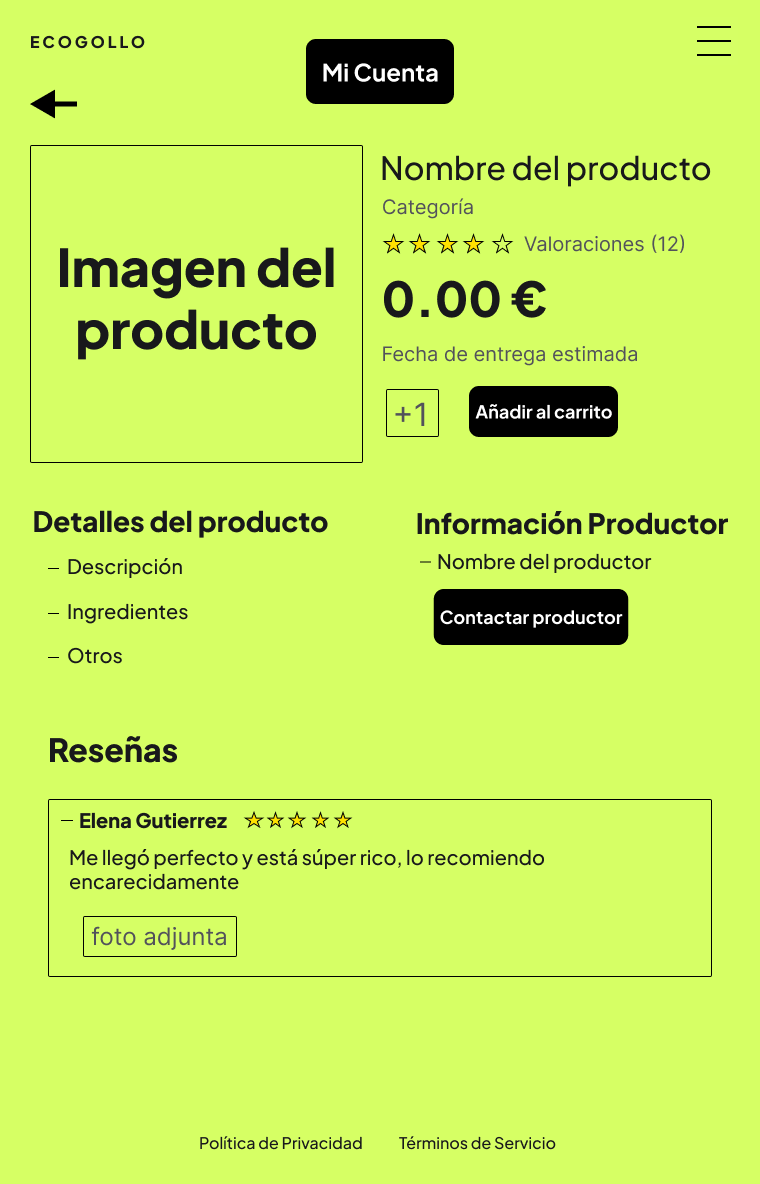 ECOGOLLO
Mi Cuenta
Imagen del
producto
Nombre del producto
Categoría
Valoraciones (12)
0.00 €
Fecha de entrega estimada
+1
Añadir al carrito
Detalles del producto
– Descripción
– Ingredientes
– Otros
Información Productor
– Nombre del productor
Contactar productor
Reseñas
– Elena Gutierrez
Me llegó perfecto y está súper rico, lo recomiendo
encarecidamente
foto adjunta
Política de Privacidad
Términos de Servicio